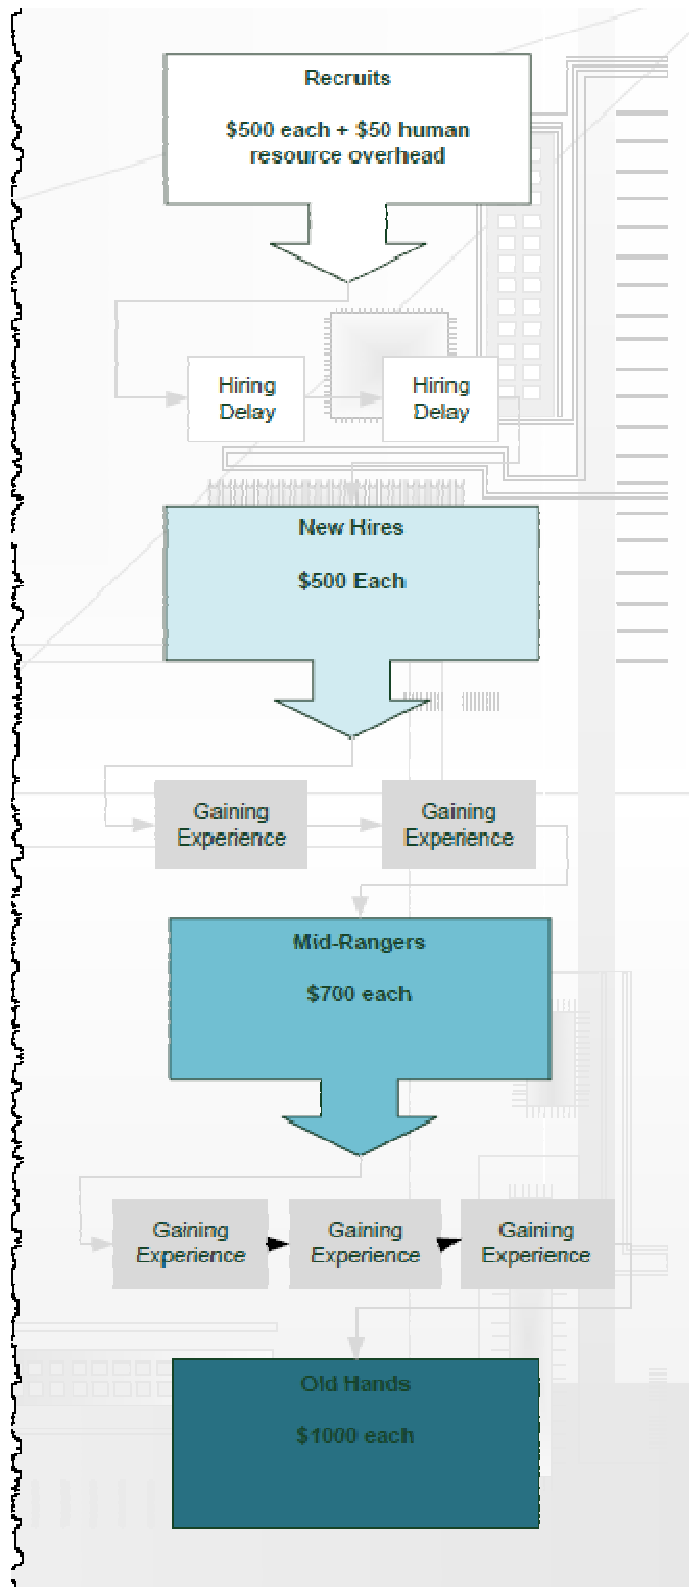 Recruits
$500 each + $50 human
resource overhead
Hiring
Delay
Hiring
Delay
New Hires
$500 Each
Gaining
Experience
Gaining
Experience
Mid-Rangers
$700 each
Gaining
Experience
Gaining
Experience
Gaining
Experience
Old Hands
$1000 each